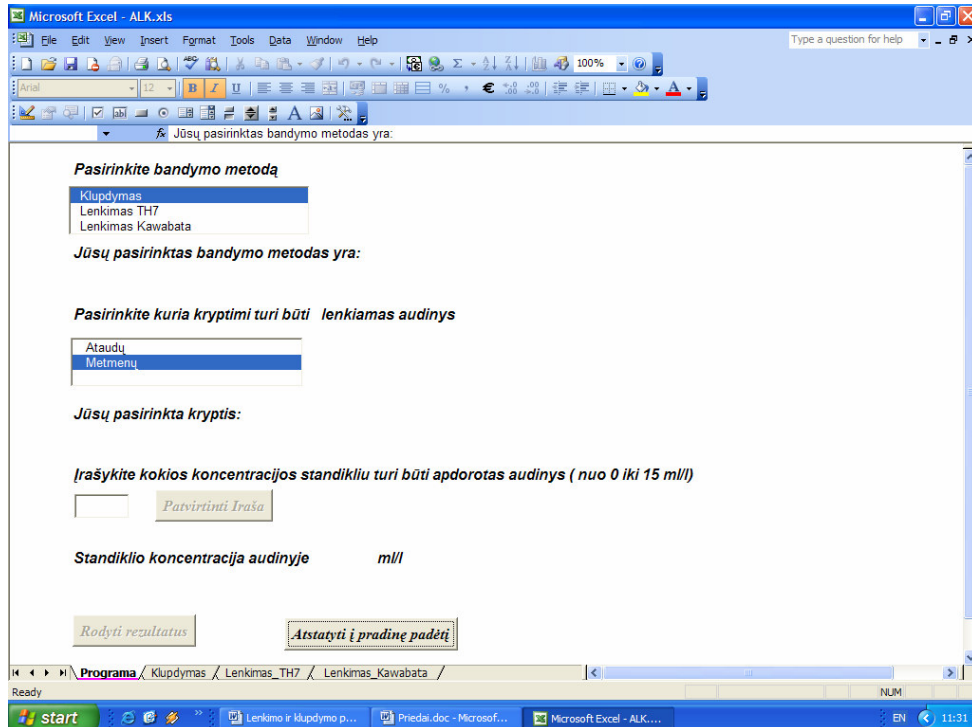 Microsoft Excel - ALK.xls
File Edit View Insert Format Tools Data Window Help Type a question for help
100%
Arial 12 B I U
fx Jūsų pasirinktas bandymo metodas yra:
Pasirinkite bandymo metodą
Klupdymas
Lenkimas TH7
Lenkimas Kawabata
Jūsų pasirinktas bandymo metodas yra:
Pasirinkite kuria kryptimi turi būti lenkiamas audinys
Ataudų
Metmenų
Jūsų pasirinkta kryptis:
Įrašykite kokios koncentracijos standikliu turi būti apdorotas audinys ( nuo 0 iki 15 ml/l)
Patvirtinti Iraša
Standiklio koncentracija audinyje ml/l
Rodyti rezultatus Atstatyti į pradinę padėtį
Programa Klupdymas Lenkimas_TH7 Lenkimas_Kawabata
Ready NUM
start Lenkimo ir klupdymo p... Priedai.doc - Microsof... Microsoft Excel - ALK.... EN 11:31